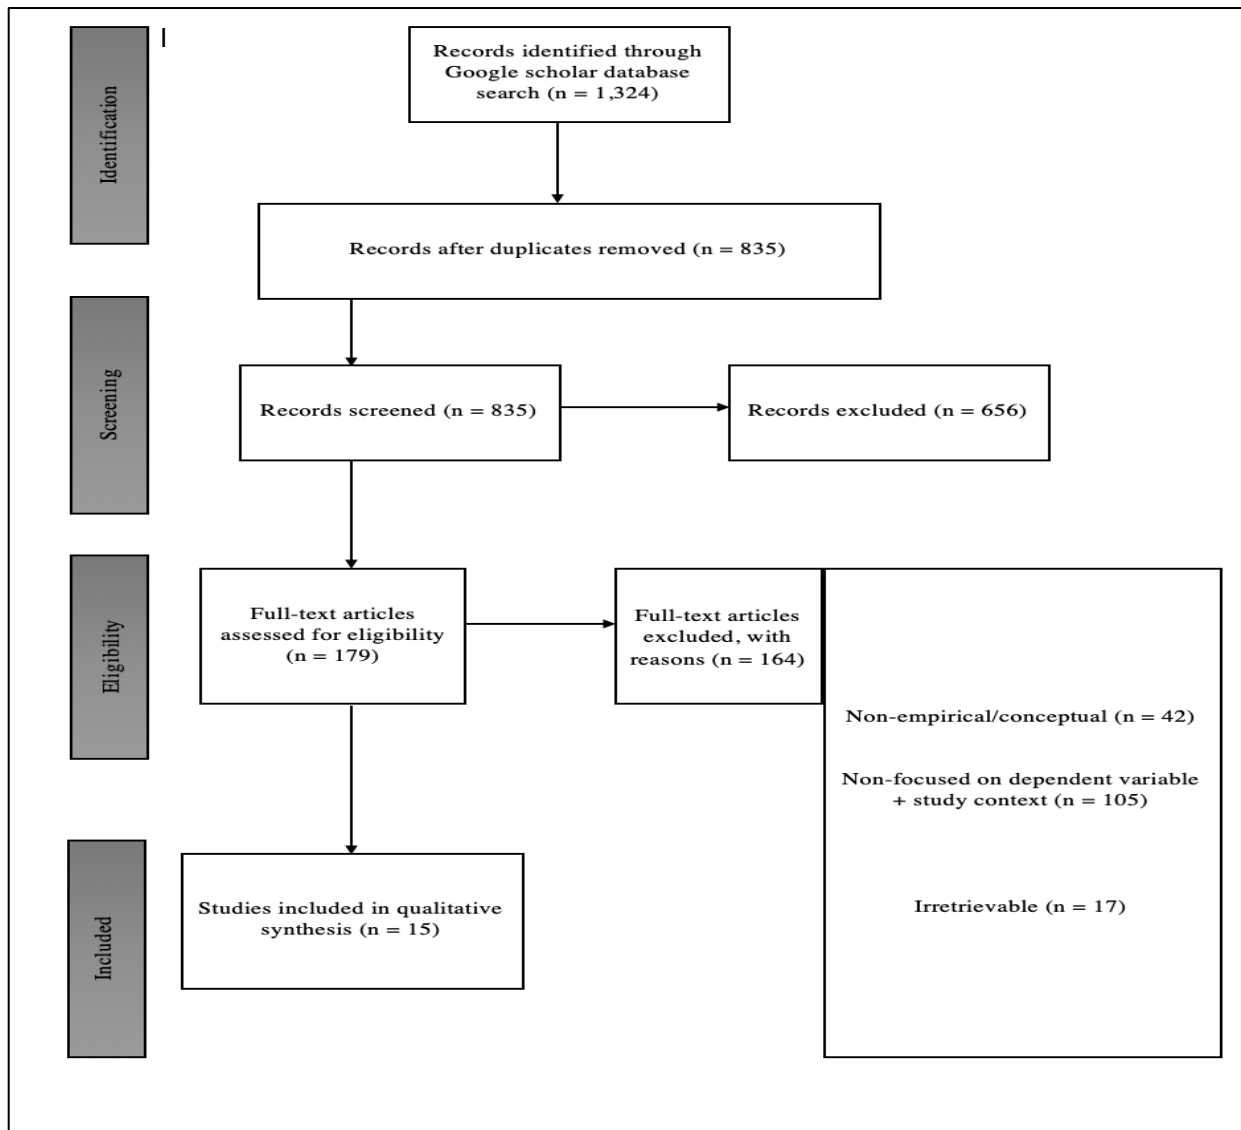 Identification
Records identified through
Google scholar database
search (n = 1,324)
Records after duplicates removed (n = 835)
Screening
Records screened (n = 835)
Records excluded (n = 656)
Eligibility
Full-text articles
assessed for eligibility
(n = 179)
Full-text articles
excluded, with
reasons (n = 164)
Non-empirical/conceptual (n = 42)
Non-focused on dependent variable
+ study context (n = 105)
Irretrievable (n = 17)
Included
Studies included in qualitative
synthesis (n = 15)